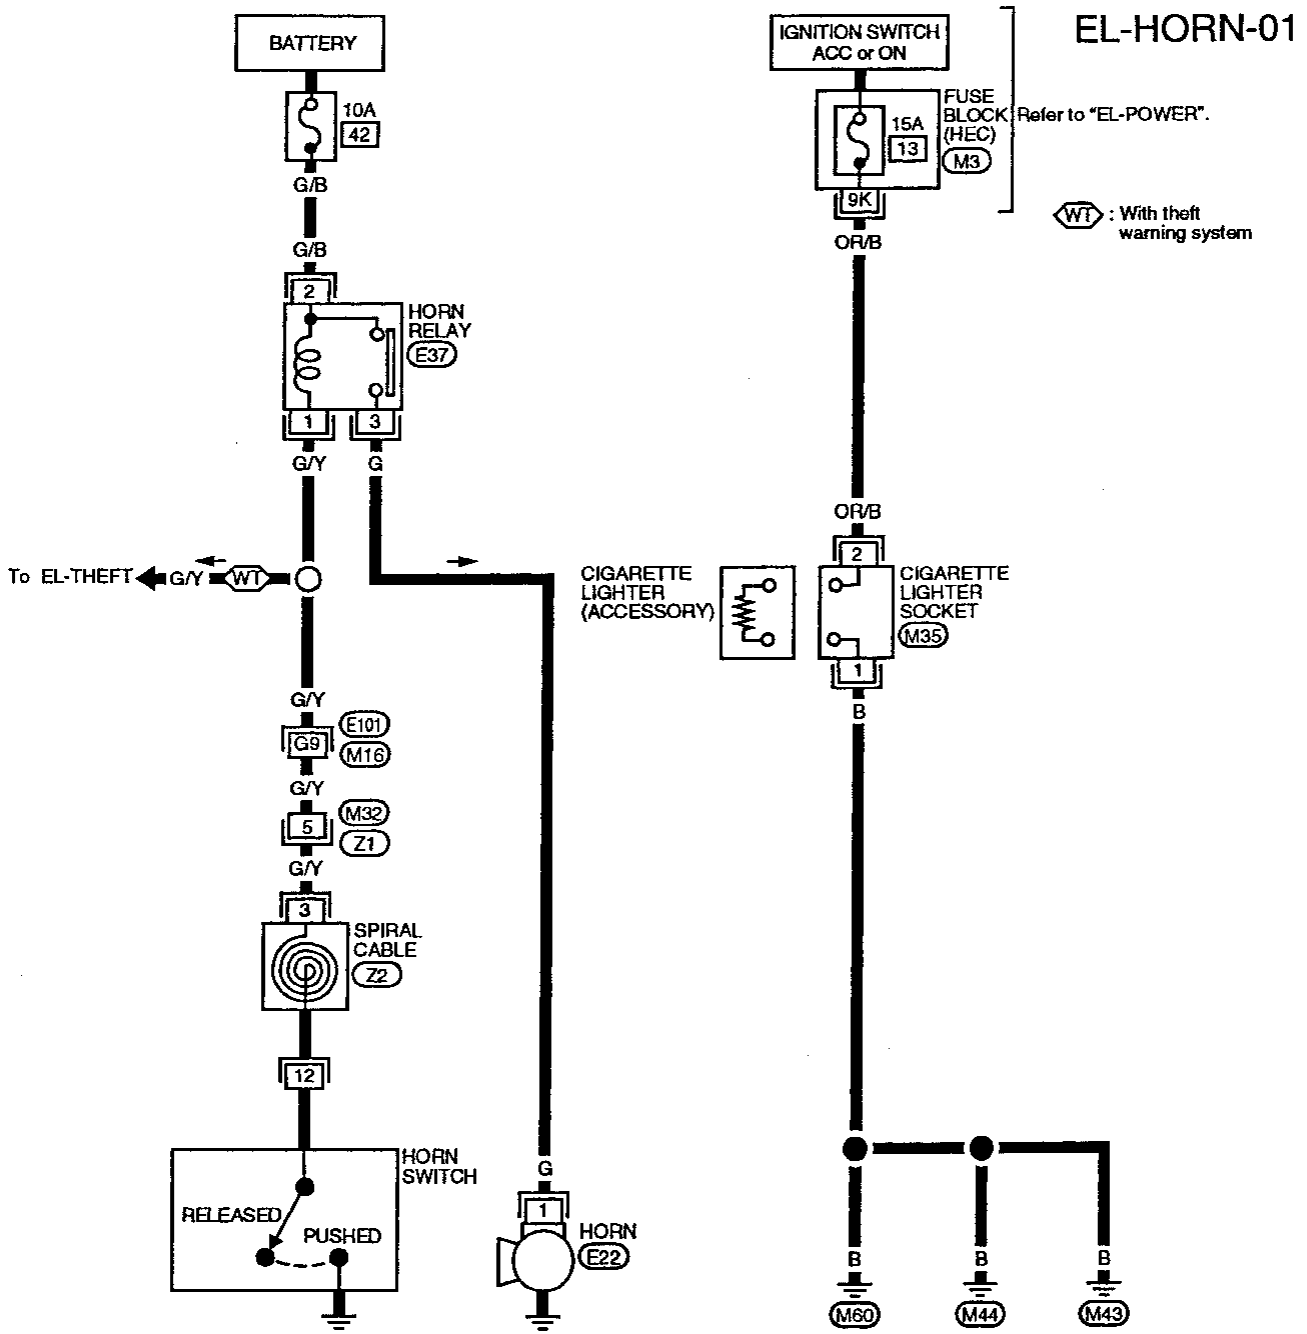 EL-HORN-01
BATTERY
10A
42
G/B
G/B
2
HORN
RELAY
E37
1
3
G/Y
G
To EL-THEFT
G/Y
WT
G/Y
G9
E101
M16
G/Y
5
M32
Z1
G/Y
3
SPIRAL
CABLE
Z2
12
HORN
SWITCH
RELEASED
PUSHED
G
1
HORN
E22
IGNITION SWITCH
ACC or ON
FUSE
BLOCK
(HEC)
M3
15A
13
9K
Refer to "EL-POWER".
WT : With theft
warning system
OR/B
OR/B
2
CIGARETTE
LIGHTER
(ACCESSORY)
CIGARETTE
LIGHTER
SOCKET
M35
1
B
B
B
B
M60
M44
M43